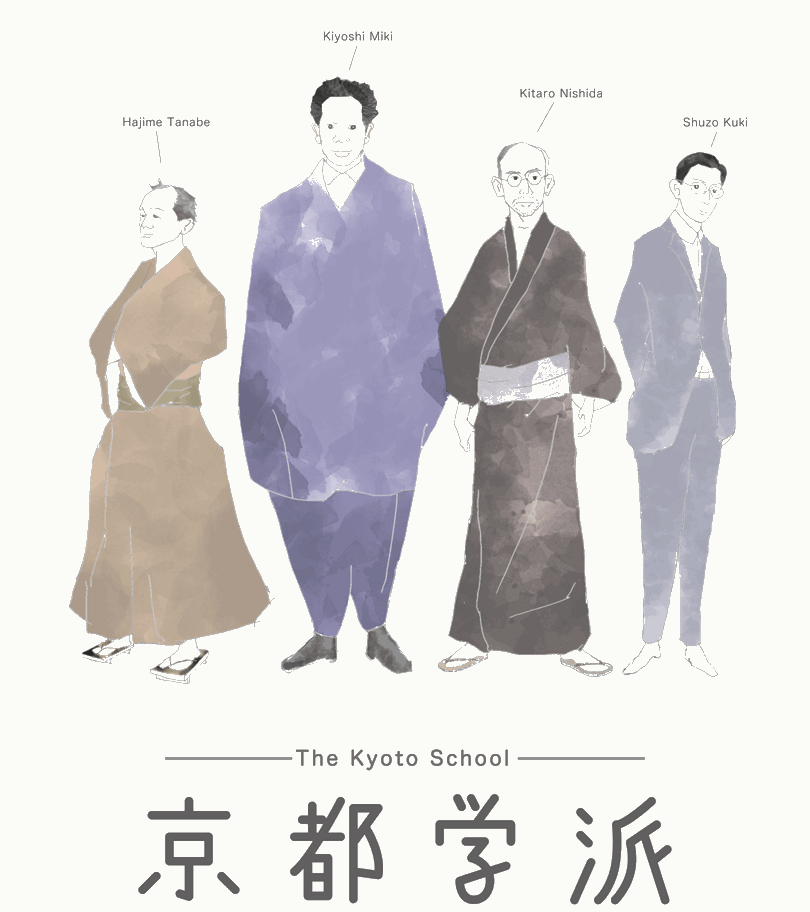 Kiyoshi Miki
Kitaro Nishida
Hajime Tanabe
Shuzo Kuki
The Kyoto School
京都学派